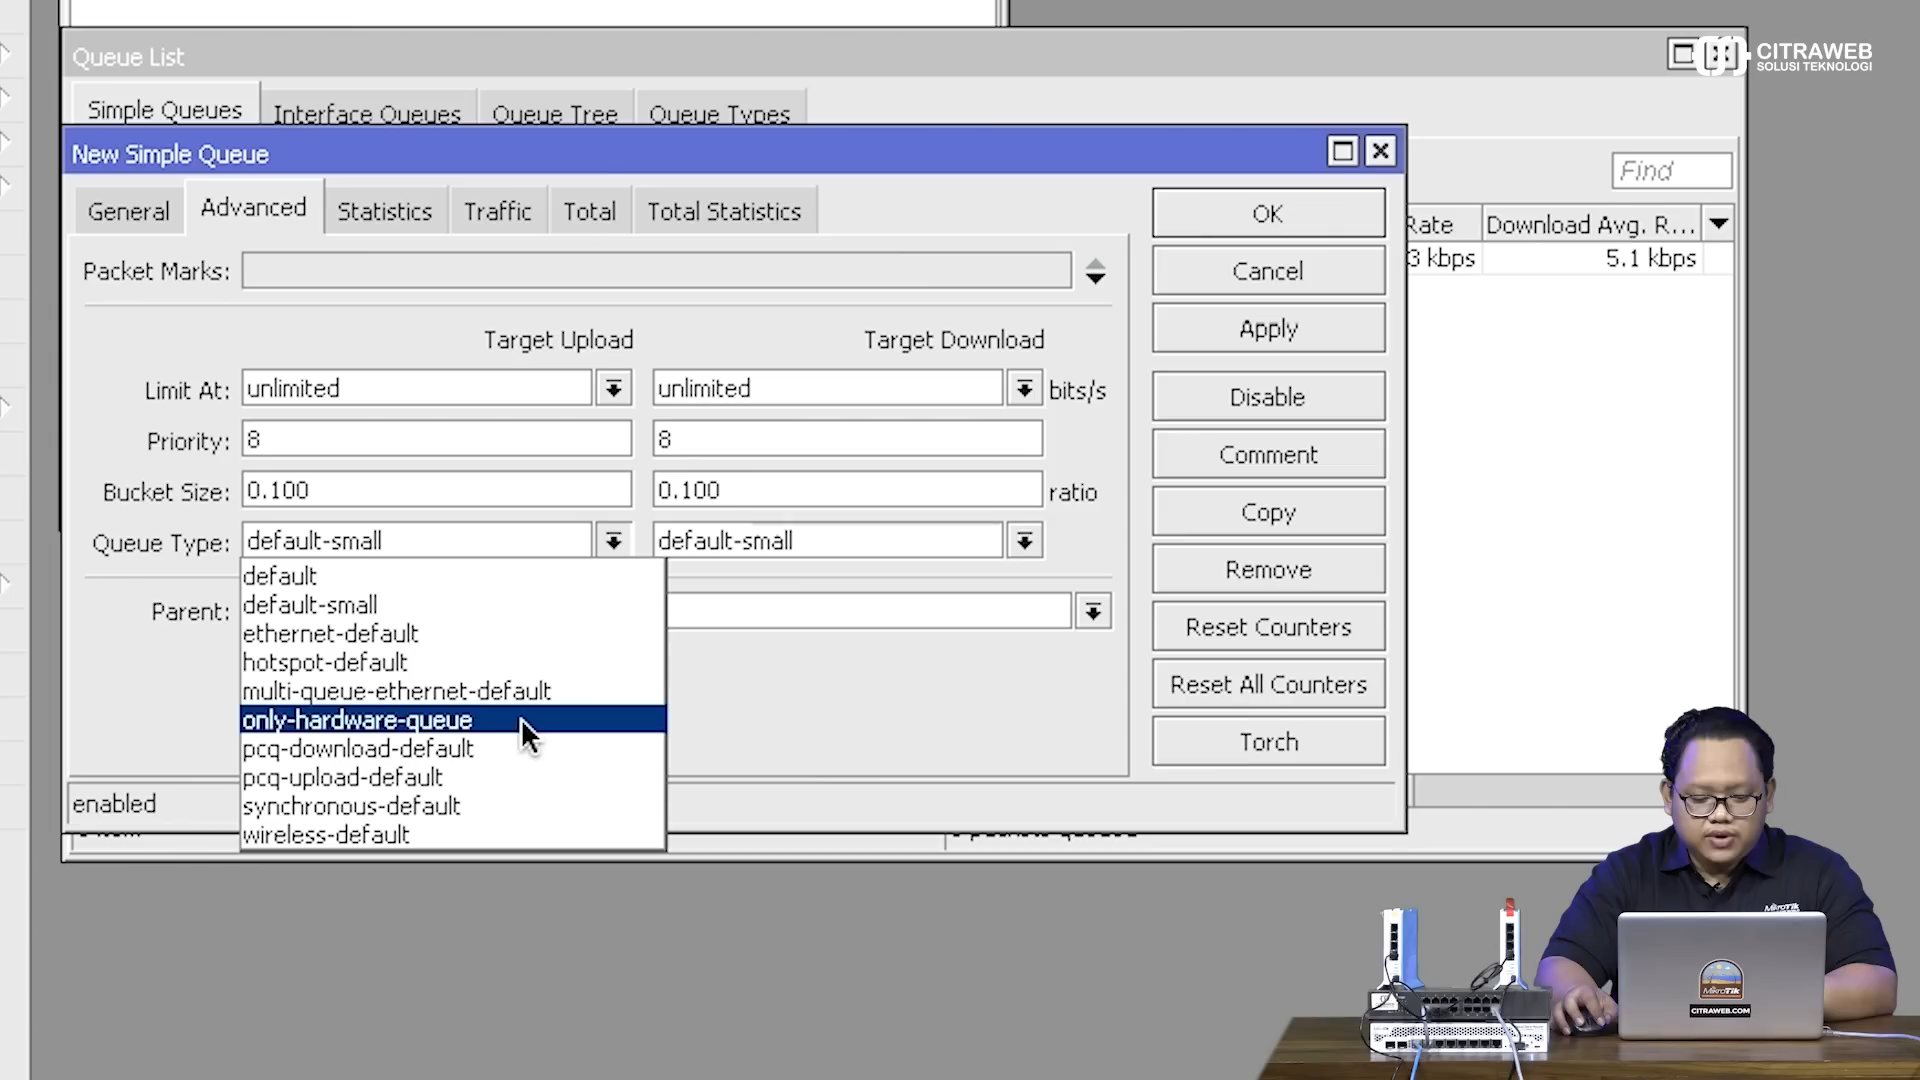 CITRAWEB
SOLUSI TEKNOLOGI
Queue List
Simple Queues Interface Queues Queue Tree Queue Types
New Simple Queue
Find
General Advanced Statistics Traffic Total Total Statistics
OK
Rate Download Avg. R...
3 kbps 5.1 kbps
Packet Marks:
Cancel
Target Upload Target Download
Apply
Limit At: unlimited unlimited bits/s
Disable
Priority: 8 8
Comment
Bucket Size: 0.100 0.100 ratio
Copy
Queue Type: default-small default-small
Remove
default
default-small
Parent:
ethernet-default
Reset Counters
hotspot-default
multi-queue-ethernet-default
Reset All Counters
only-hardware-queue
Torch
pcq-download-default
pcq-upload-default
enabled
synchronous-default
wireless-default
MikroTik
MikroTik
CITRAWEB.COM